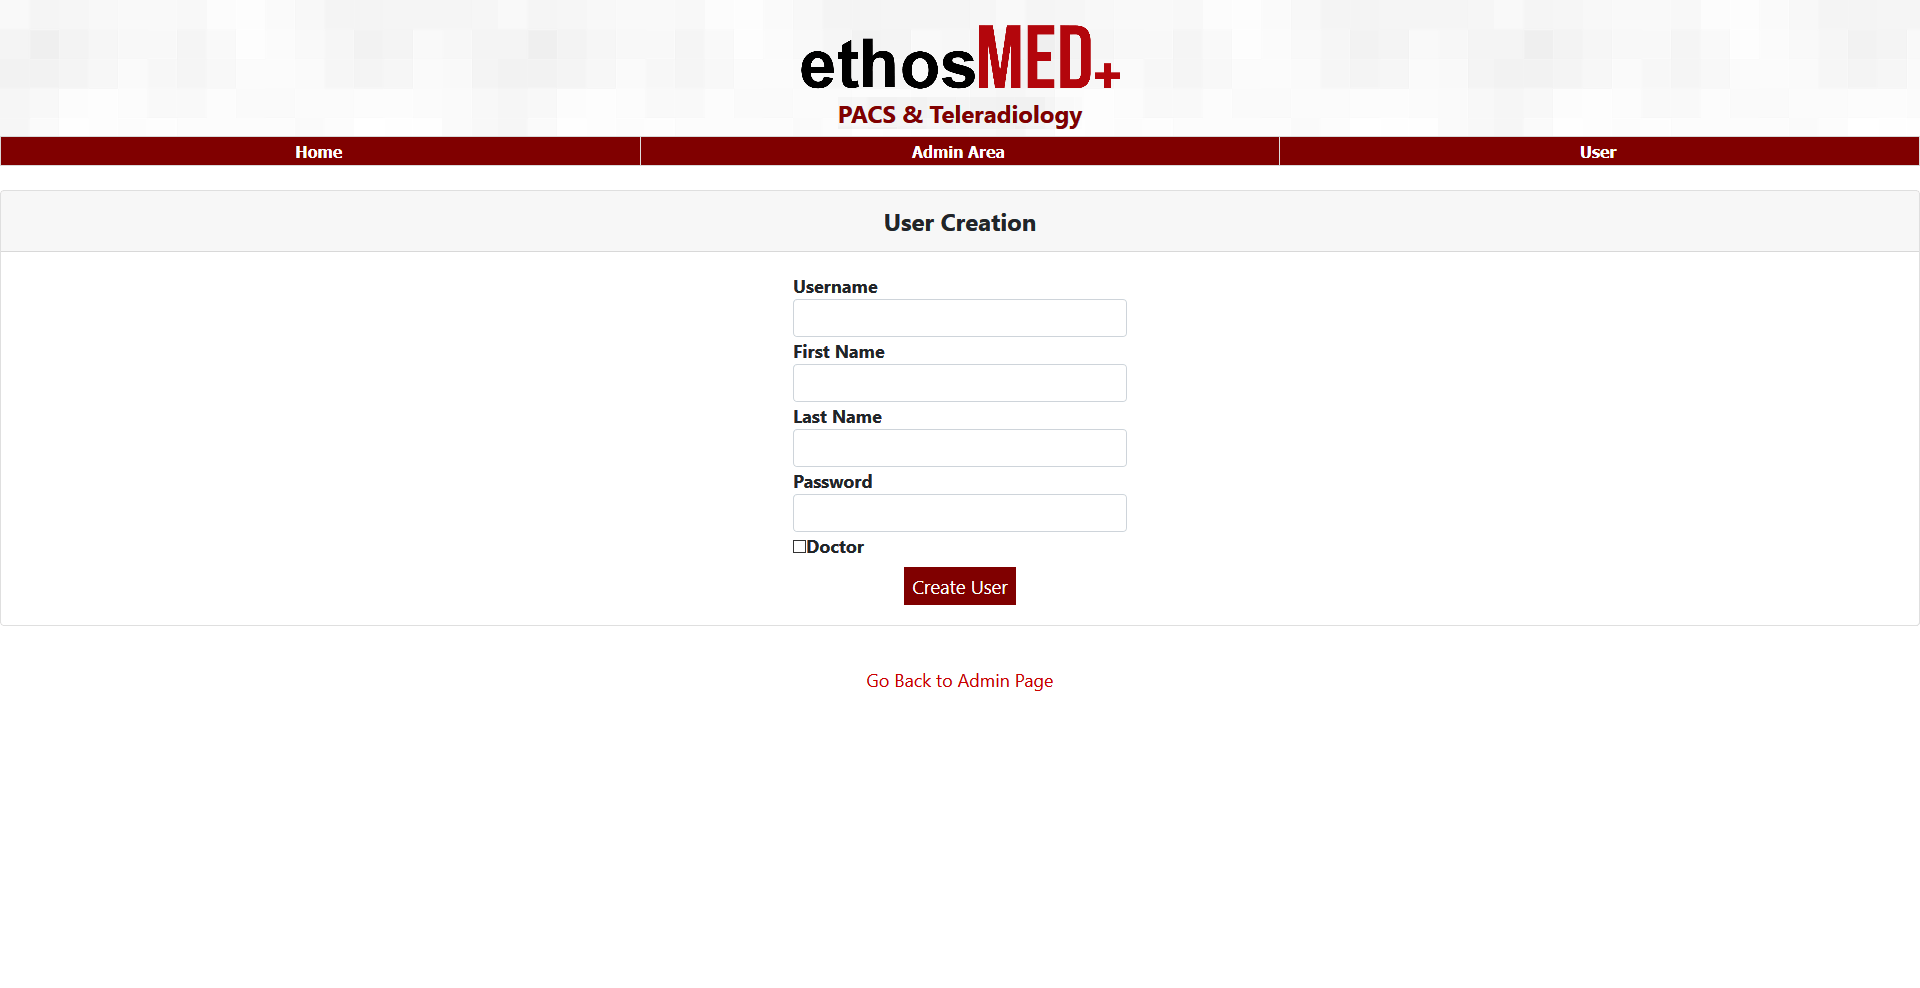 ethosMED+
PACS & Teleradiology
Home Admin Area User
User Creation
Username
First Name
Last Name
Password
Doctor
Create User
Go Back to Admin Page